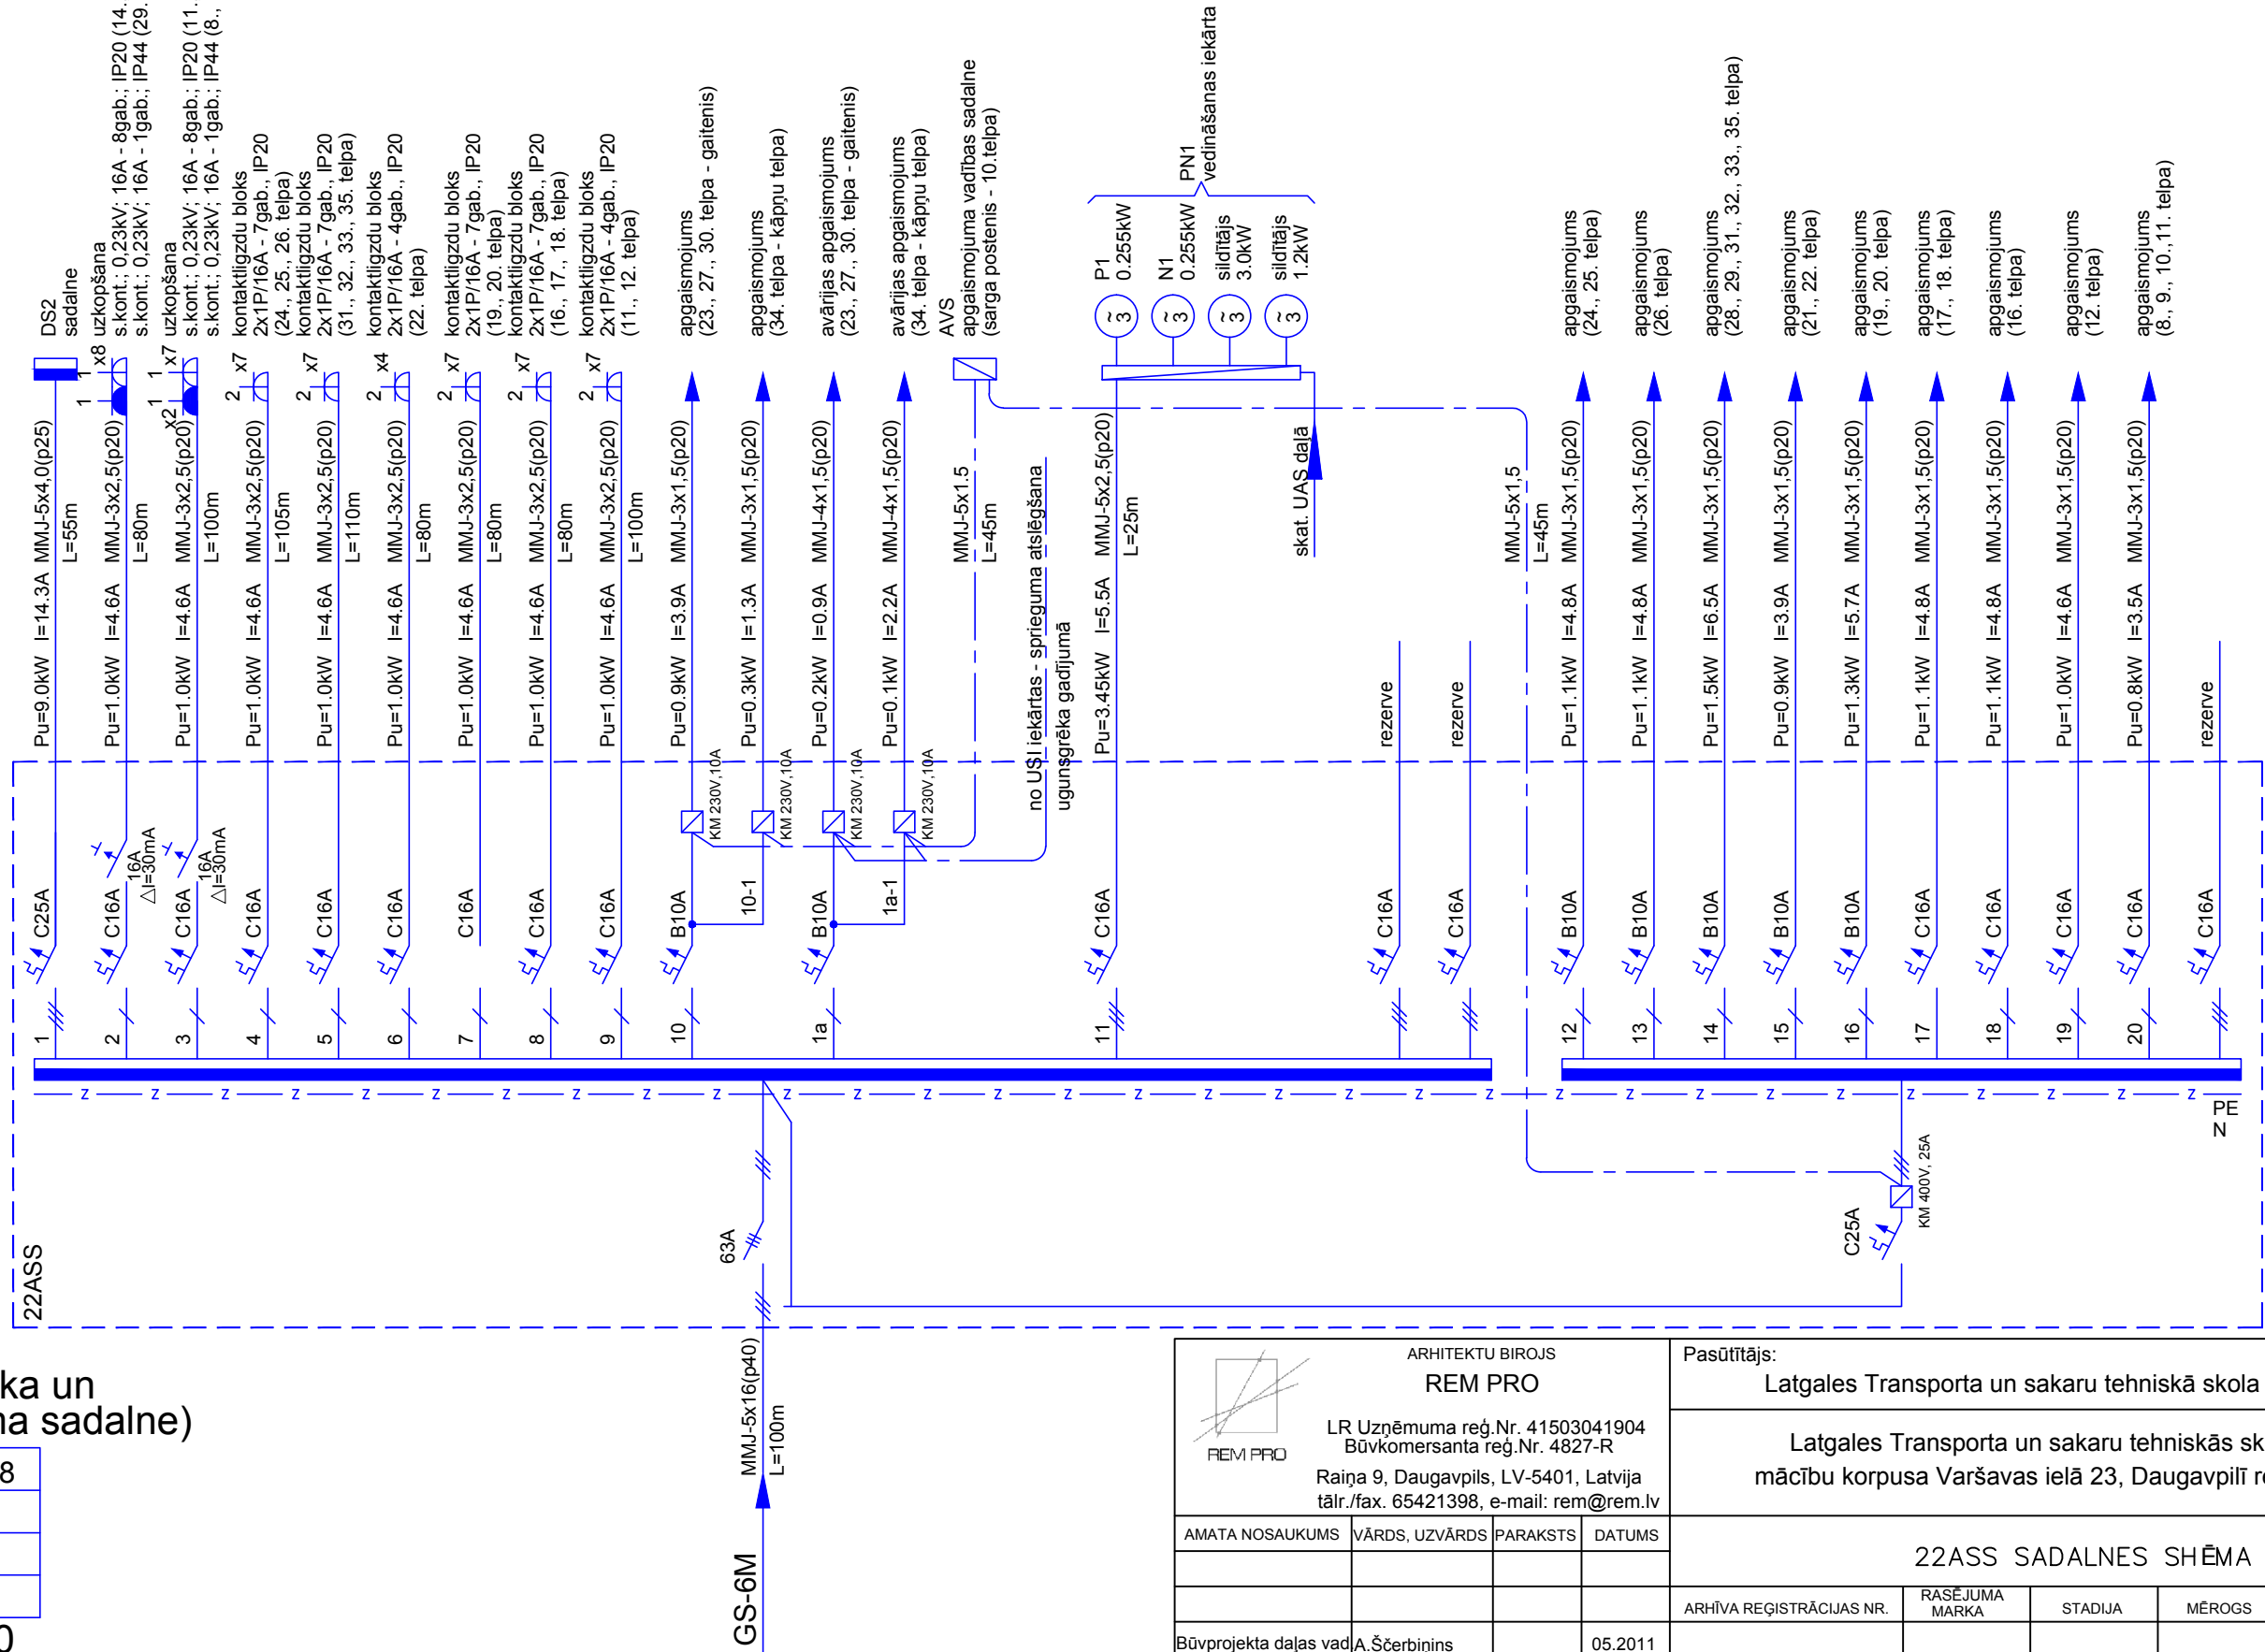 DS2
sadalne
uzkopšana
s.kont.; 0,23kV; 16A - 8gab.; IP20 (14.
s.kont.; 0,23kV; 16A - 1gab.; IP44 (29.
uzkopšana
s.kont.; 0,23kV; 16A - 8gab.; IP20 (11.
s.kont.; 0,23kV; 16A - 1gab.; IP44 (8.,
kontaktligzdu bloks
2x1P/16A - 7gab., IP20
(24., 25., 26. telpa)
kontaktligzdu bloks
2x1P/16A - 7gab., IP20
(31., 32., 33., 35. telpa)
kontaktligzdu bloks
2x1P/16A - 4gab., IP20
(22. telpa)
kontaktligzdu bloks
2x1P/16A - 7gab., IP20
(19., 20. telpa)
kontaktligzdu bloks
2x1P/16A - 7gab., IP20
(16., 17., 18. telpa)
kontaktligzdu bloks
2x1P/16A - 4gab., IP20
(11., 12. telpa)
apgaismojums
(23., 27., 30. telpa - gaitenis)
apgaismojums
(34. telpa - kāpņu telpa)
avārijas apgaismojums
(23., 27., 30. telpa - gaitenis)
avārijas apgaismojums
(34. telpa - kāpņu telpa)
AVS
apgaismojuma vadības sadalne
(sarga postenis - 10.telpa)
P1
0.255kW
N1
0.255kW
sildītājs
3.0kW
sildītājs
1.2kW
PN1
vedināšanas iekārta
apgaismojums
(24., 25. telpa)
apgaismojums
(26. telpa)
apgaismojums
(28., 29., 31., 32., 33., 35. telpa)
apgaismojums
(21., 22. telpa)
apgaismojums
(19., 20. telpa)
apgaismojums
(17., 18. telpa)
apgaismojums
(16. telpa)
apgaismojums
(12. telpa)
apgaismojums
(8., 9., 10.,11. telpa)
1 x8
1
1 x7
1
x2
2 x7
2 x7
2 x4
2 x7
2 x7
2 x7
~3
~3
~3
~3
Pu=9.0kW I=14.3A MMJ-5x4,0(p25)
L=55m
Pu=1.0kW I=4.6A MMJ-3x2,5(p20)
L=80m
Pu=1.0kW I=4.6A MMJ-3x2,5(p20)
L=100m
Pu=1.0kW I=4.6A MMJ-3x2,5(p20)
L=105m
Pu=1.0kW I=4.6A MMJ-3x2,5(p20)
L=110m
Pu=1.0kW I=4.6A MMJ-3x2,5(p20)
L=80m
Pu=1.0kW I=4.6A MMJ-3x2,5(p20)
L=80m
Pu=1.0kW I=4.6A MMJ-3x2,5(p20)
L=80m
Pu=1.0kW I=4.6A MMJ-3x2,5(p20)
L=100m
Pu=0.9kW I=3.9A MMJ-3x1,5(p20)
Pu=0.3kW I=1.3A MMJ-3x1,5(p20)
Pu=0.2kW I=0.9A MMJ-4x1,5(p20)
Pu=0.1kW I=2.2A MMJ-4x1,5(p20)
MMJ-5x1.5
L=45m
no USI iekārtas - sprieguma atslēgšana
ugunsgrēka gadījumā
Pu=3.45kW I=5.5A MMJ-5x2,5(p20)
L=25m
skat. UAS daļā
rezerve
rezerve
MMJ-5x1,5
L=45m
Pu=1.1kW I=4.8A MMJ-3x1,5(p20)
Pu=1.1kW I=4.8A MMJ-3x1,5(p20)
Pu=1.5kW I=6.5A MMJ-3x1,5(p20)
Pu=0.9kW I=3.9A MMJ-3x1,5(p20)
Pu=1.3kW I=5.7A MMJ-3x1,5(p20)
Pu=1.1kW I=4.8A MMJ-3x1,5(p20)
Pu=1.1kW I=4.8A MMJ-3x1,5(p20)
Pu=1.0kW I=4.6A MMJ-3x1,5(p20)
Pu=0.8kW I=3.5A MMJ-3x1,5(p20)
rezerve
KM 230V,10A
KM 230V,10A
KM 230V,10A
KM 230V,10A
C25A
C16A
16A
△I=30mA
C16A
16A
△I=30mA
C16A
C16A
C16A
C16A
C16A
C16A
B10A
10-1
B10A
1a-1
C16A
C16A
C16A
B10A
B10A
B10A
B10A
B10A
C16A
C16A
C16A
C16A
C16A
1
2
3
4
5
6
7
8
9
10
1a
11
12
13
14
15
16
17
18
19
20
z z z z z z z z z z z z z z z z z z z z z z z z z z z z z z z
PE
N
63A
C25A
KM 400V, 25A
22ASS
MMJ-5x16(p40)
L=100m
GS-6M
ka un
na sadalne)
8
0
REM PRO
ARHITEKTU BIROJS
REM PRO
LR Uzņēmuma reģ.Nr. 41503041904
Būvkomersanta reģ.Nr. 4827-R
Raiņa 9, Daugavpils, LV-5401, Latvija
tālr./fax. 65421398, e-mail: rem@rem.lv
Pasūtītājs:
Latgales Transporta un sakaru tehniskā skola
Latgales Transporta un sakaru tehniskās sk
mācību korpusa Varšavas ielā 23, Daugavpilī re
AMATA NOSAUKUMS VĀRDS, UZVĀRDS PARAKSTS DATUMS
22ASS SADALNES SHĒMA
ARHĪVA REĢISTRĀCIJAS NR. RASĒJUMA MARKA STADIJA MĒROGS
Būvprojekta daļas vad A.Ščerbiņins 05.2011